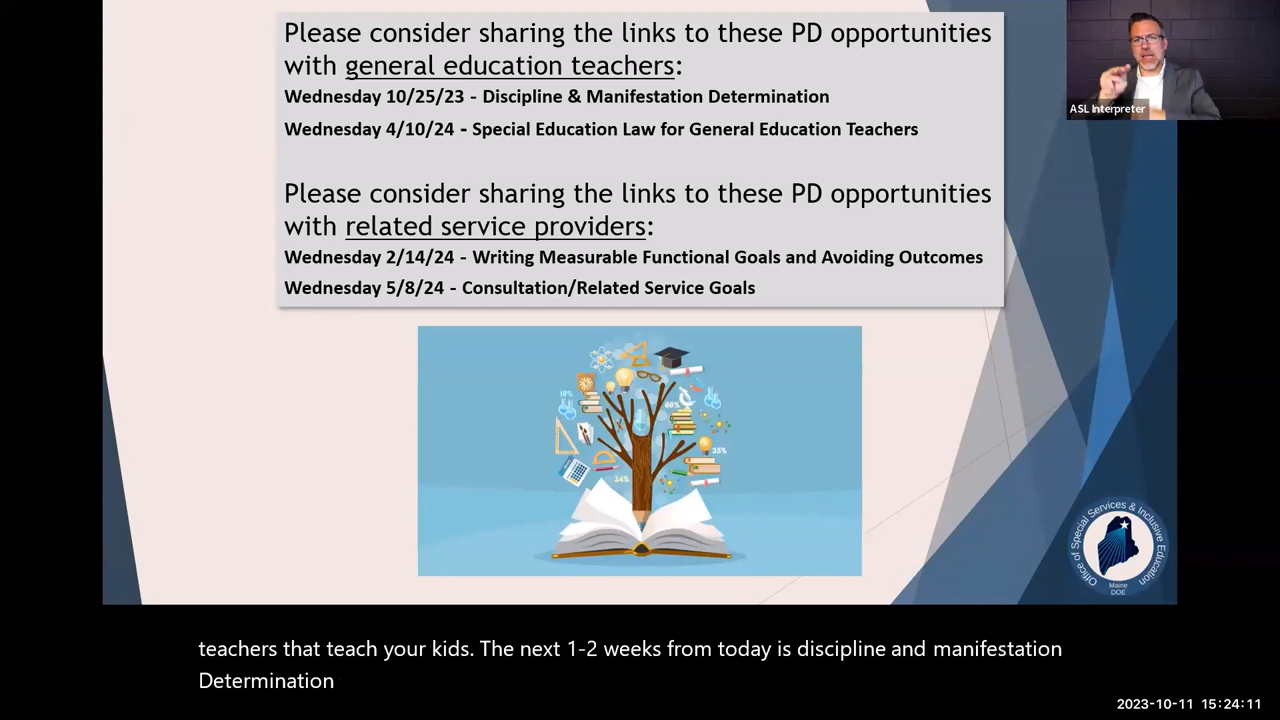 Please consider sharing the links to these PD opportunities
with general education teachers:
Wednesday 10/25/23 - Discipline & Manifestation Determination
Wednesday 4/10/24 - Special Education Law for General Education Teachers
Please consider sharing the links to these PD opportunities
with related service providers:
Wednesday 2/14/24 - Writing Measurable Functional Goals and Avoiding Outcomes
Wednesday 5/8/24 - Consultation/Related Service Goals
ASL Interpreter
18%
68%
35%
34%
Office of Special Services & Inclusive Education
Maine
DOE
teachers that teach your kids. The next 1-2 weeks from today is discipline and manifestation
Determination
2023-10-11 15:24:11